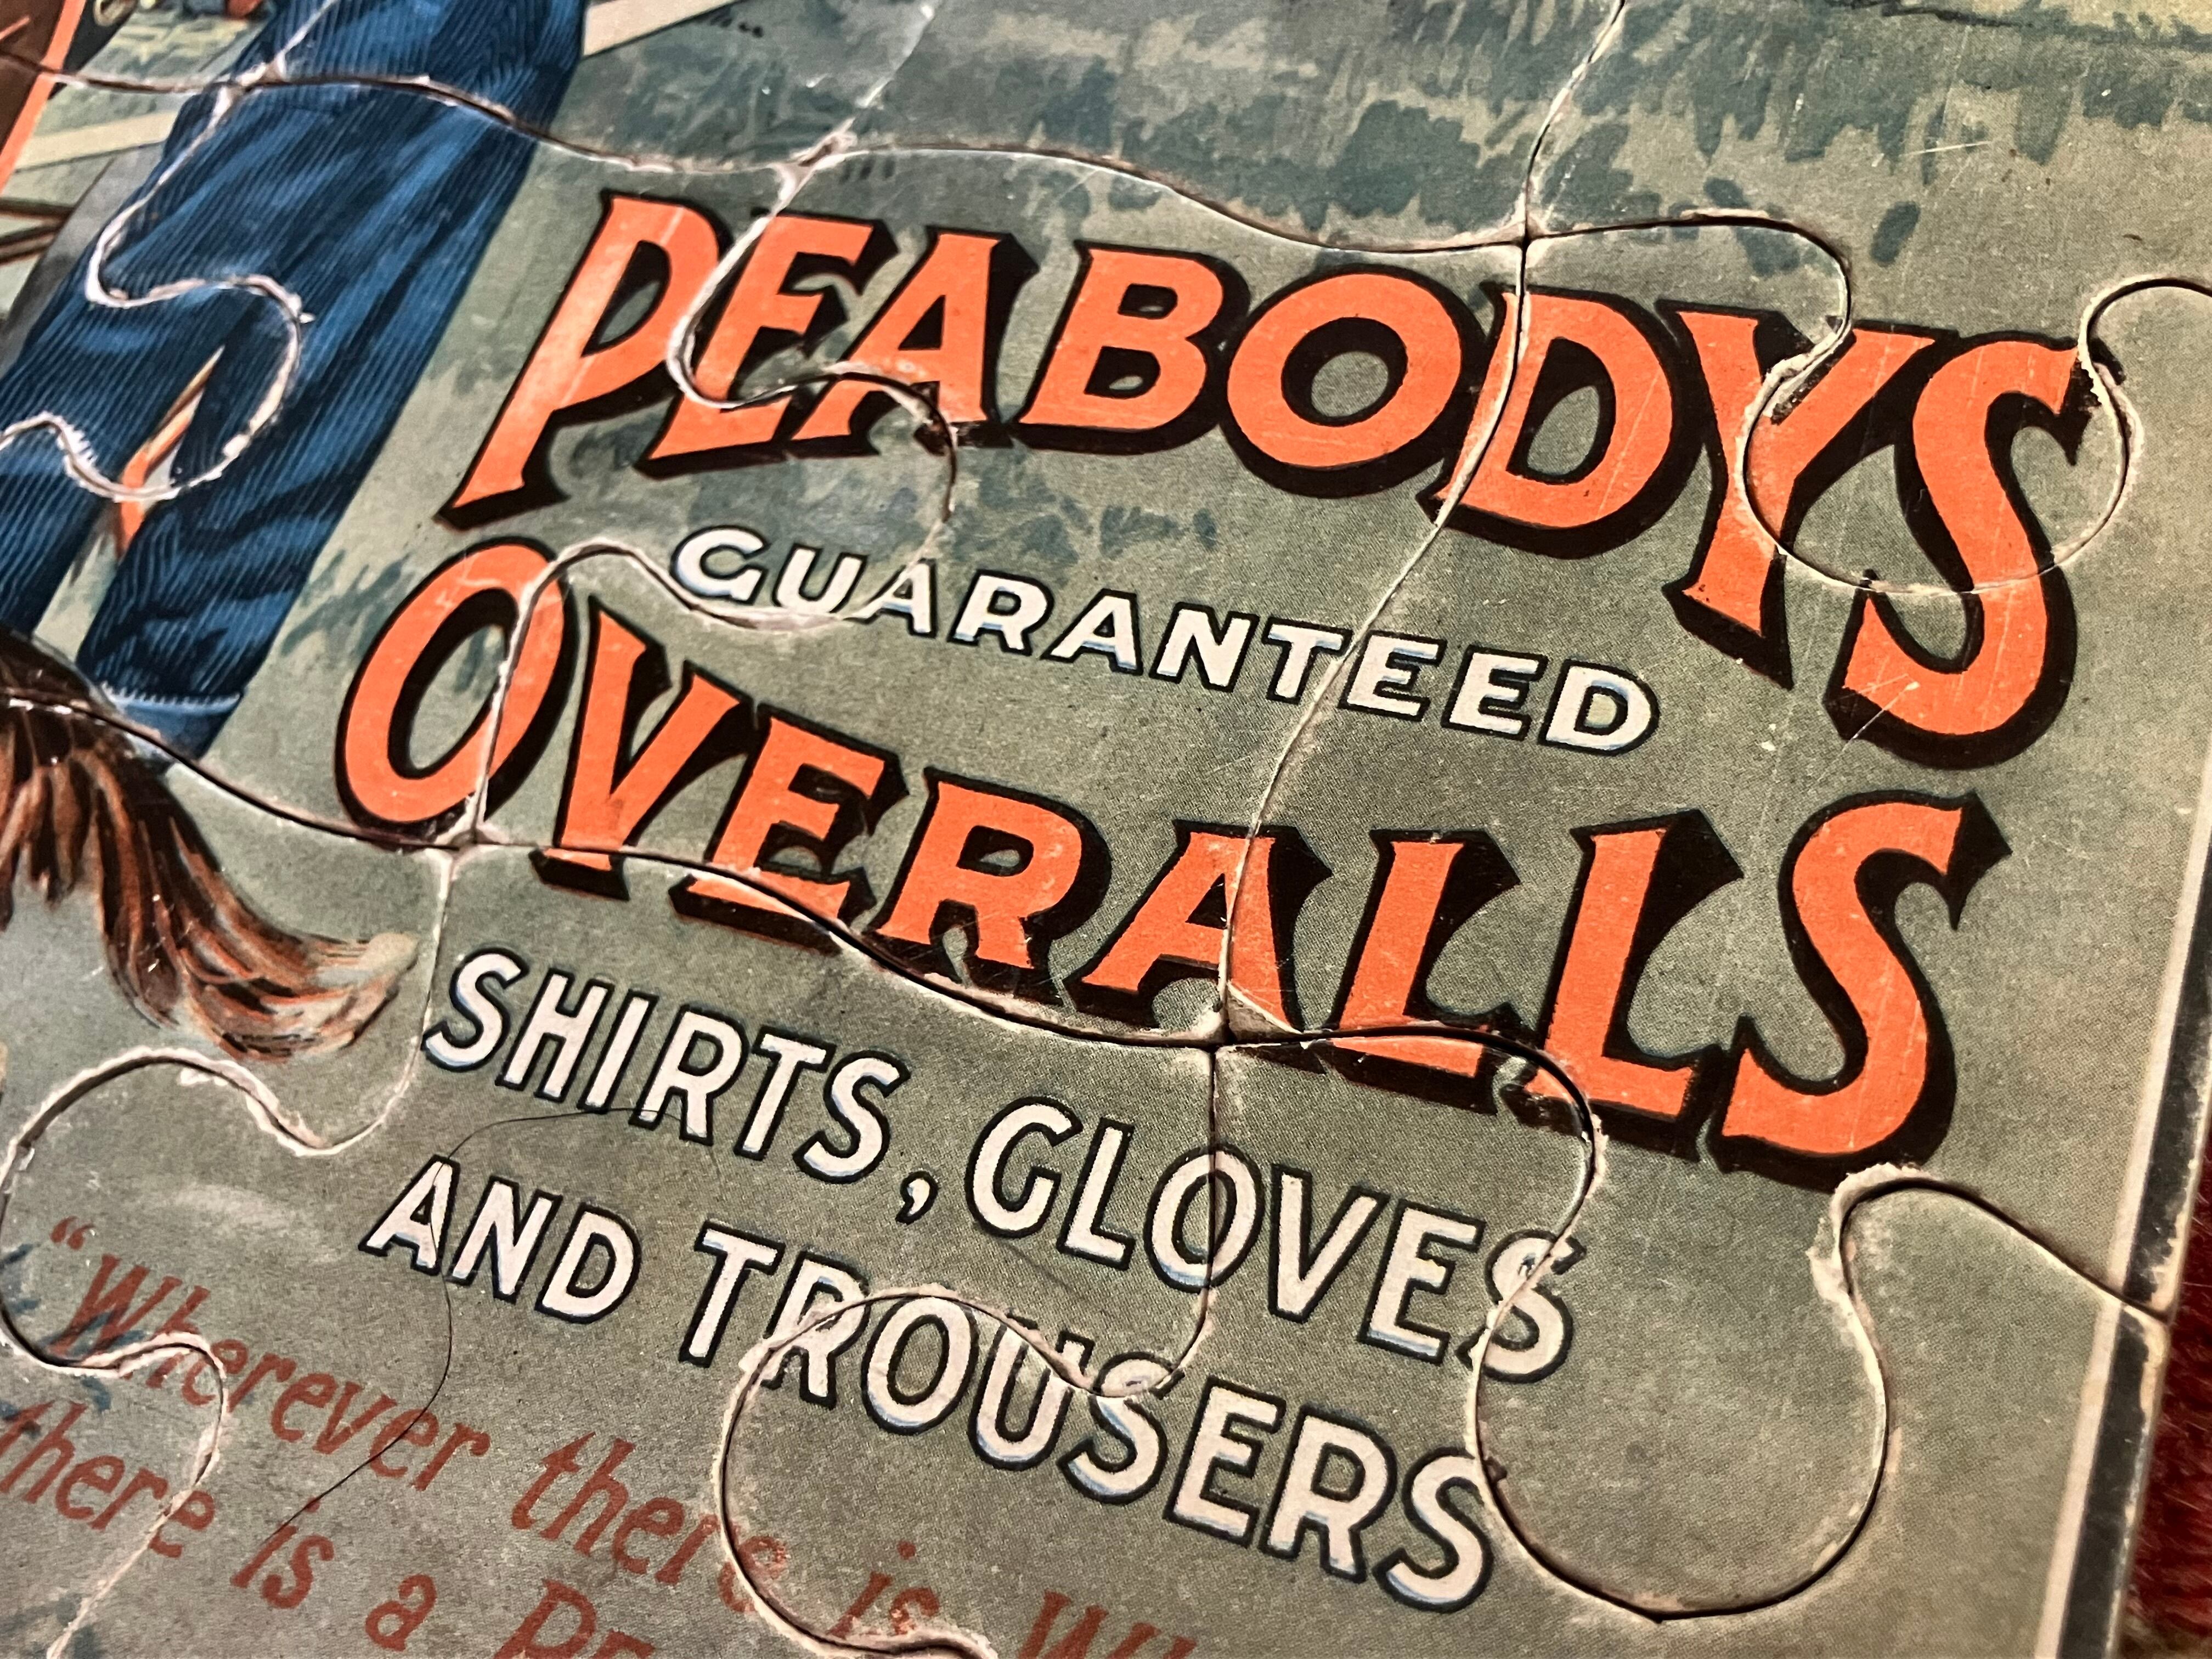 PEABODYS
GUARANTEED
OVERALLS
SHIRTS, GLOVES
AND TROUSERS
"Wherever there is
there is a